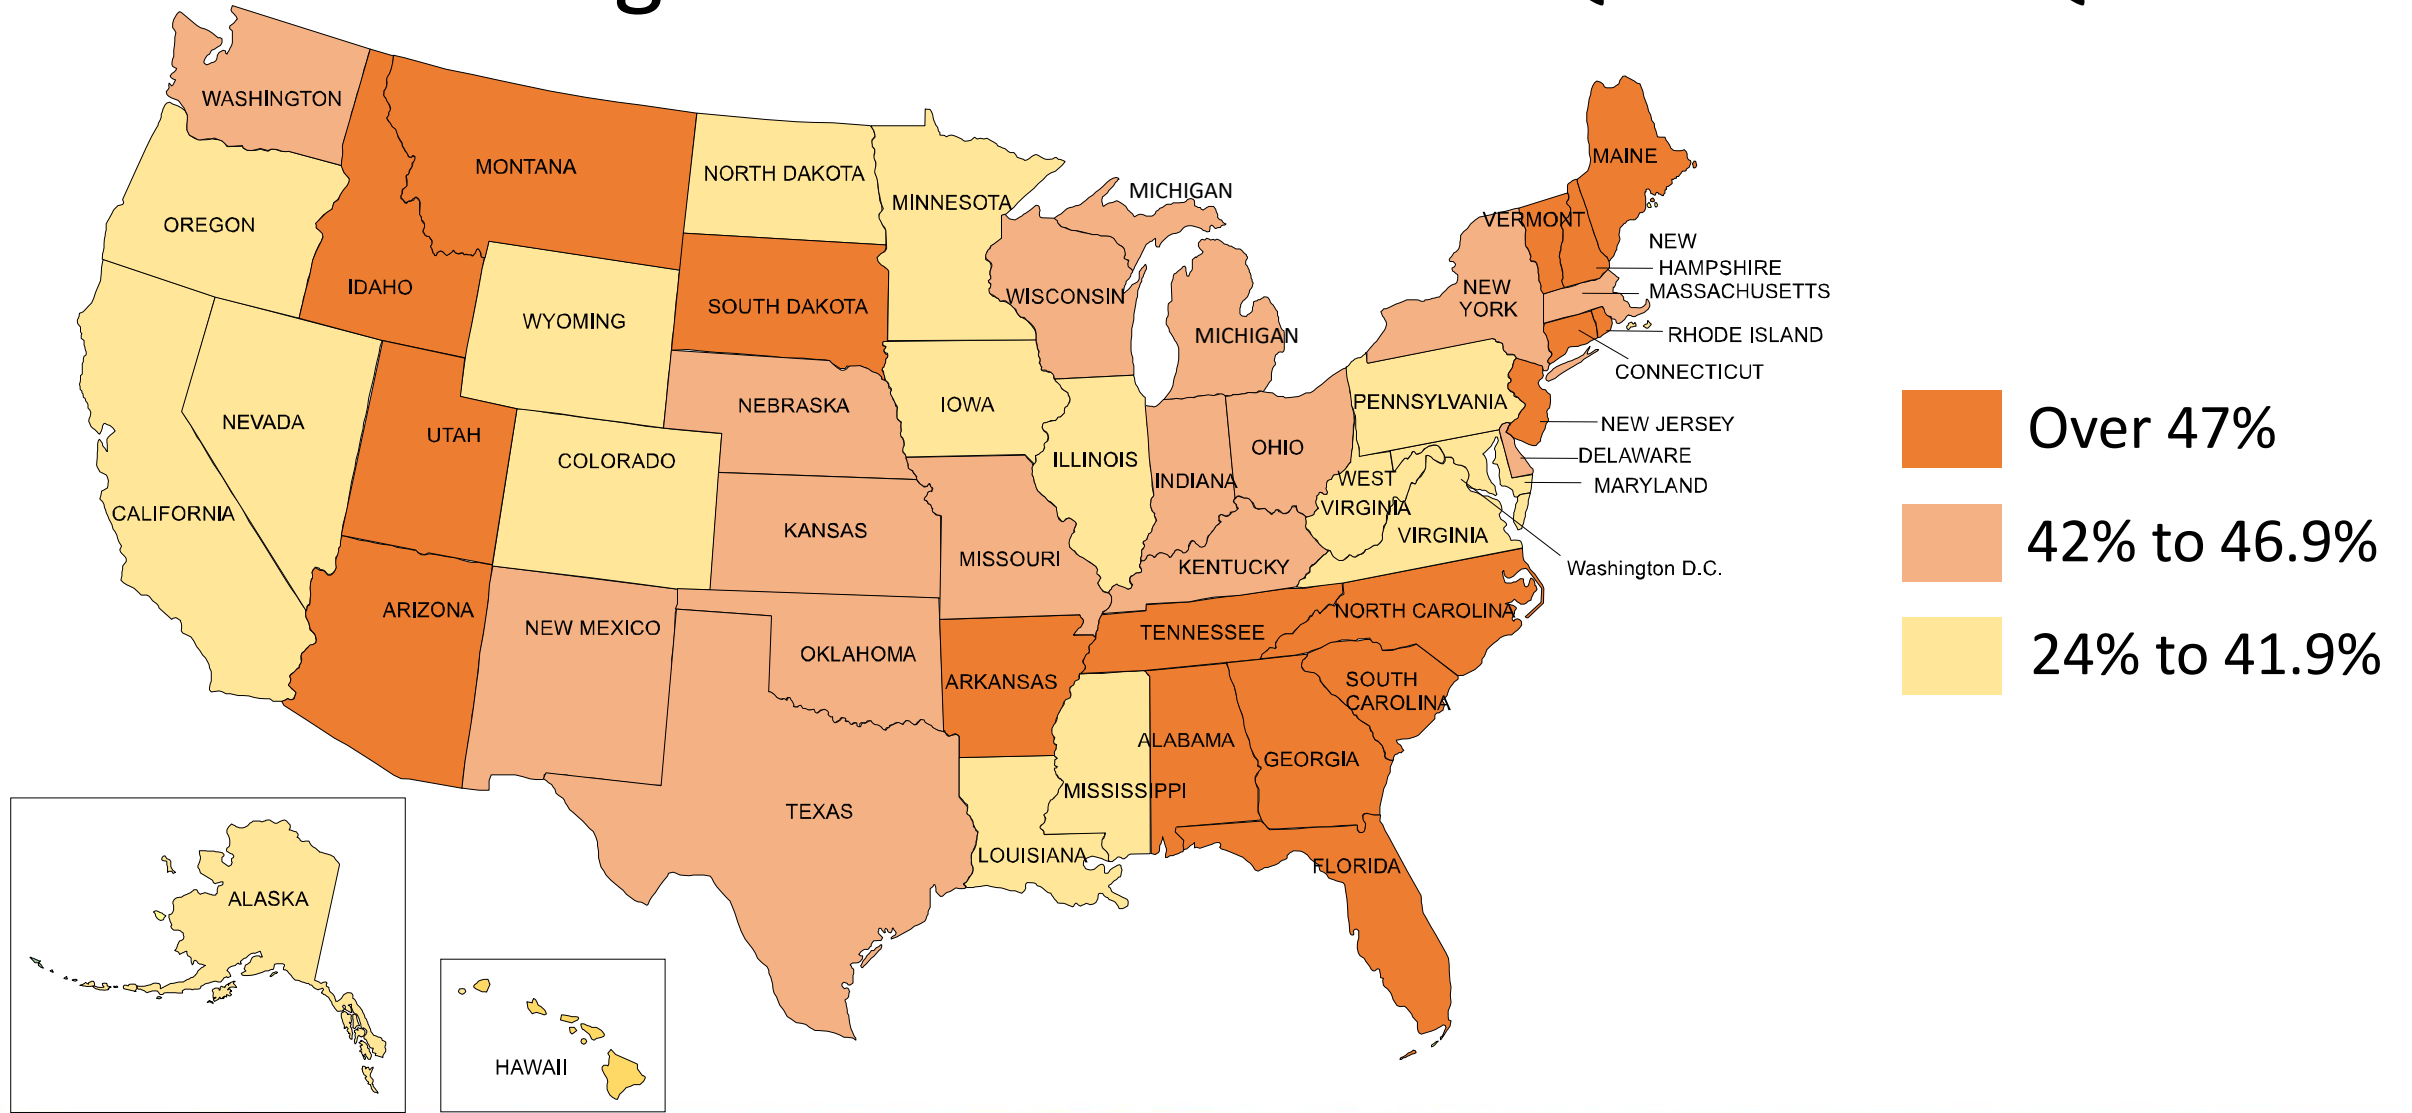 WASHINGTON
MONTANA
NORTH DAKOTA
MINNESOTA
MICHIGAN
MAINE
OREGON
IDAHO
WYOMING
SOUTH DAKOTA
WISCONSIN
MICHIGAN
VERMONT
NEW
YORK
NEW
HAMPSHIRE
MASSACHUSETTS
RHODE ISLAND
CONNECTICUT
NEVADA
UTAH
COLORADO
NEBRASKA
IOWA
ILLINOIS
INDIANA
OHIO
PENNSYLVANIA
NEW JERSEY
DELAWARE
MARYLAND
WEST
VIRGINIA
VIRGINIA
Washington D.C.
CALIFORNIA
KANSAS
MISSOURI
KENTUCKY
ARIZONA
NEW MEXICO
OKLAHOMA
ARKANSAS
TENNESSEE
NORTH CAROLINA
SOUTH
CAROLINA
TEXAS
LOUISIANA
MISSISSIPPI
ALABAMA
GEORGIA
FLORIDA
ALASKA
HAWAII
Over 47%
42% to 46.9%
24% to 41.9%